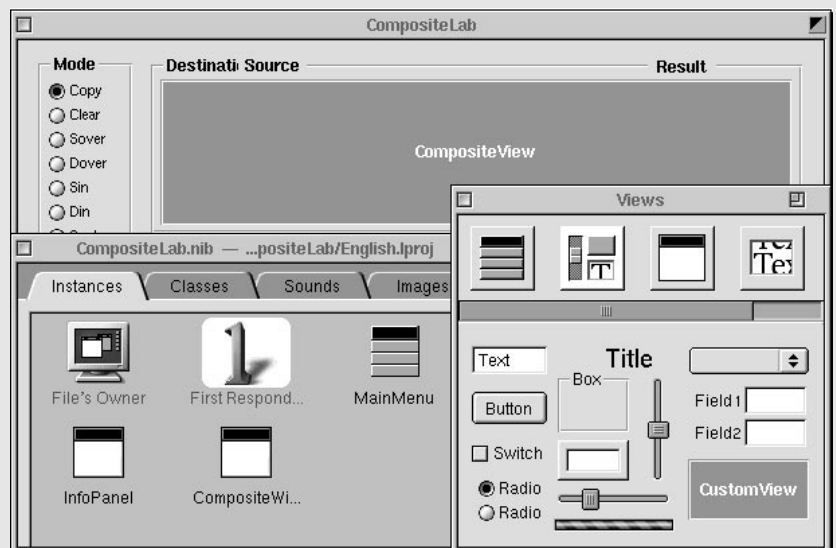 CompositeLab
Mode
Destinati Source
Result
Copy
Clear
Sover
Dover
Sin
Din
CompositeView
CompositeLab.nib — ...positeLab/English.lproj
Instances Classes Sounds Images
File's Owner
First Respond...
MainMenu
InfoPanel
CompositeWi...
Views
Text
Title
Box
Button
Field1
Field2
Switch
Radio
Radio
CustomView